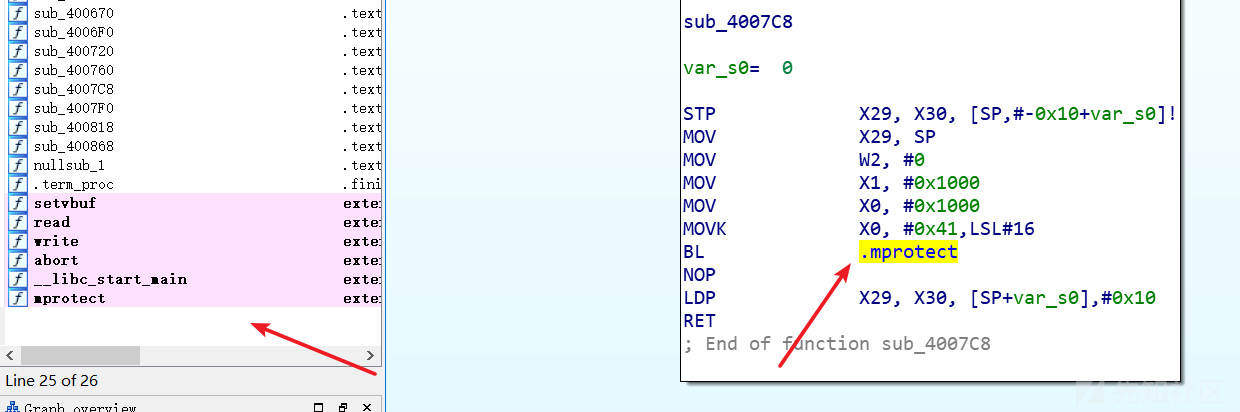 sub_400670 .text
sub_4006F0 .text
sub_400720 .text
sub_400760 .text
sub_4007C8 .text
sub_4007F0 .text
sub_400818 .text
sub_400868 .text
nullsub_1 .text
.term_proc .fini
setvbuf exte
read exte
write exte
abort exte
__libc_start_main exte
mprotect exte
Line 25 of 26
Graph overview
sub_4007C8
var_s0= 0
STP X29, X30, [SP,#-0x10+var_s0]!
MOV X29, SP
MOV W2, #0
MOV X1, #0x1000
MOV X0, #0x1000
MOVK X0, #0x41,LSL#16
BL .mprotect
NOP
LDP X29, X30, [SP+var_s0],#0x10
RET
; End of function sub_4007C8
先知社区